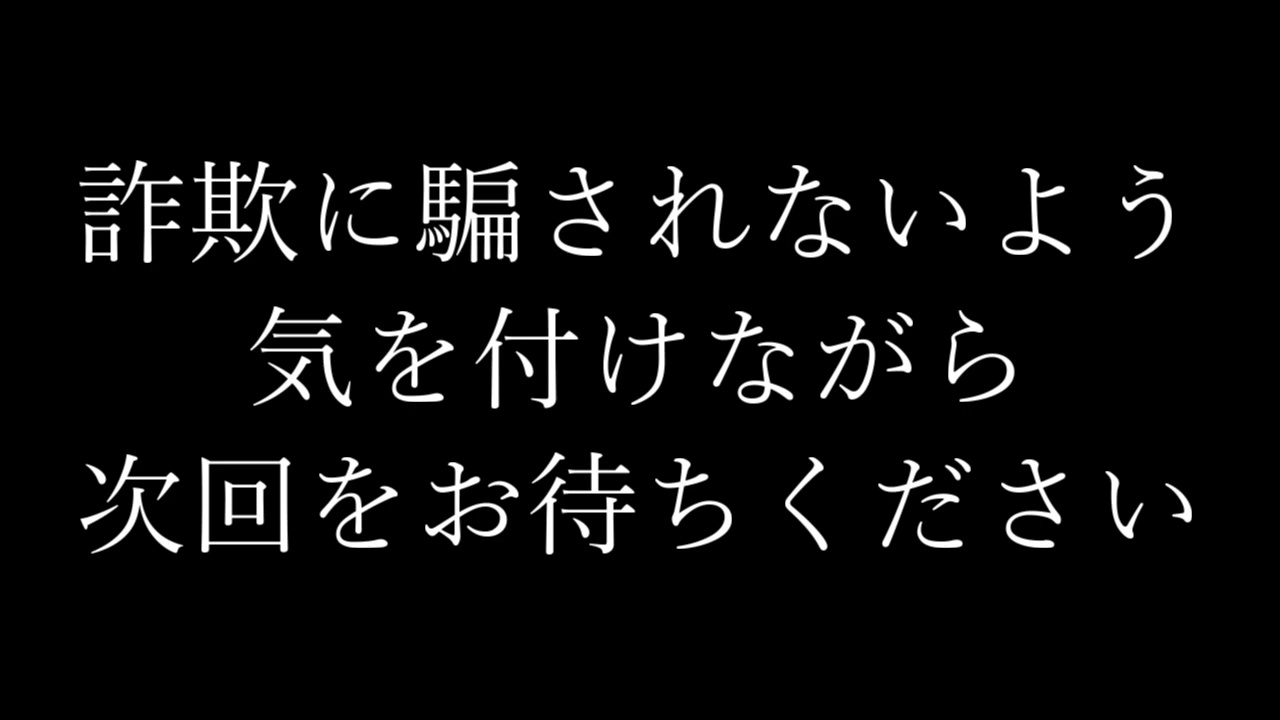 詐欺に騙されないよう
気を付けながら
次回をお待ちください